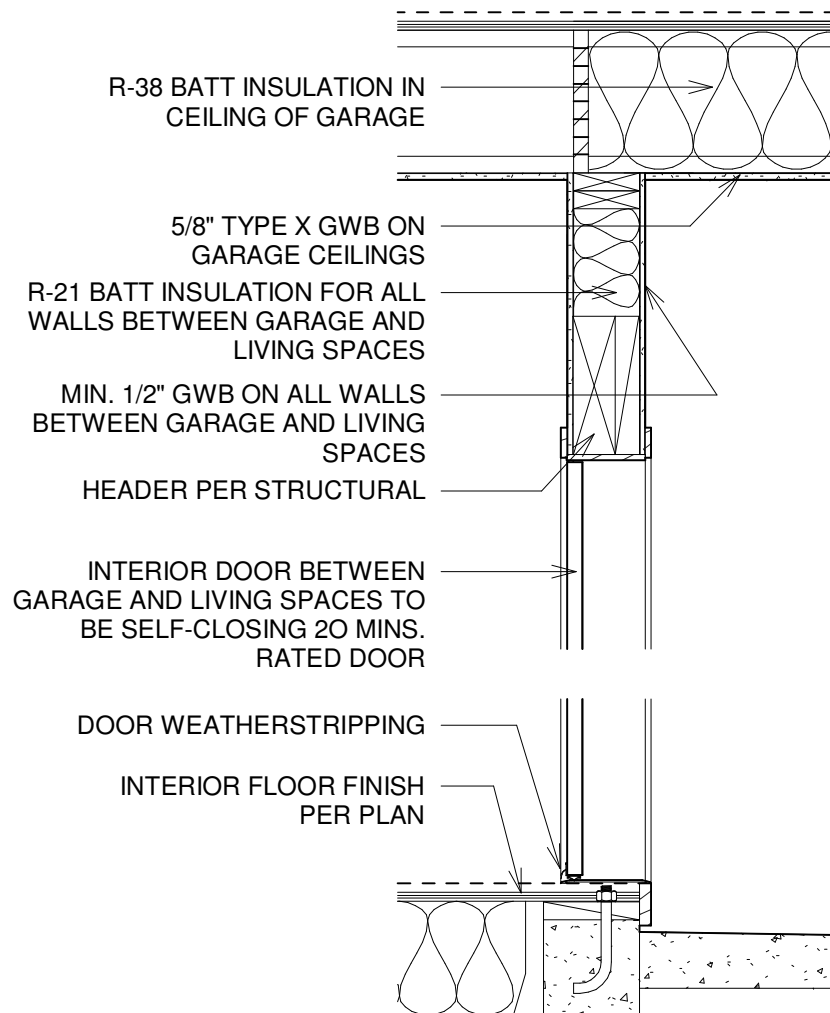 R-38 BATT INSULATION IN
CEILING OF GARAGE
5/8" TYPE X GWB ON
GARAGE CEILINGS
R-21 BATT INSULATION FOR ALL
WALLS BETWEEN GARAGE AND
LIVING SPACES
MIN. 1/2" GWB ON ALL WALLS
BETWEEN GARAGE AND LIVING
SPACES
HEADER PER STRUCTURAL
INTERIOR DOOR BETWEEN
GARAGE AND LIVING SPACES TO
BE SELF-CLOSING 2O MINS.
RATED DOOR
DOOR WEATHERSTRIPPING
INTERIOR FLOOR FINISH
PER PLAN